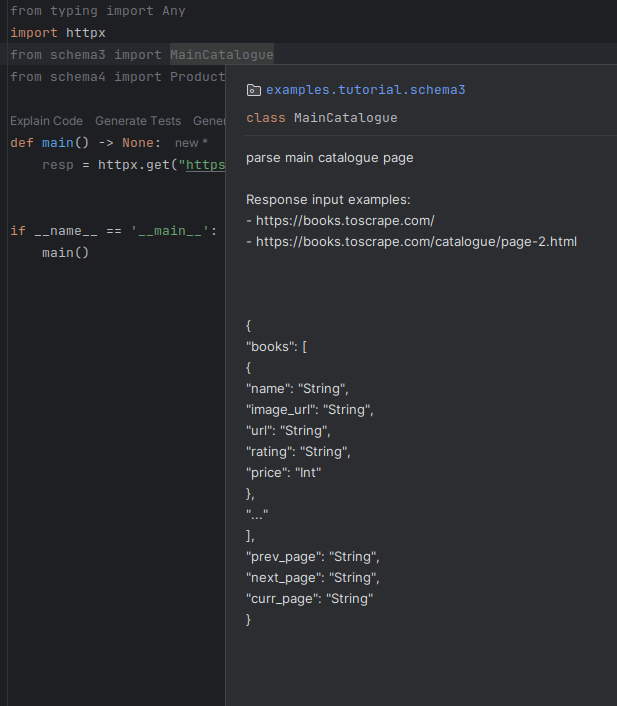 from typing import Any
import httpx
from schema3 import MainCatalogue
from schema4 import Product
examples.tutorial.schema3
class MainCatalogue
Explain Code Generate Tests Gener
def main() -> None: new *
resp = httpx.get("https
parse main catalogue page
Response input examples:
- https://books.toscrape.com/
- https://books.toscrape.com/catalogue/page-2.html
if __name__ == '__main__':
main()
{
"books": [
{
"name": "String",
"image_url": "String",
"url": "String",
"rating": "String",
"price": "Int"
},
"..."
],
"prev_page": "String",
"next_page": "String",
"curr_page": "String"
}